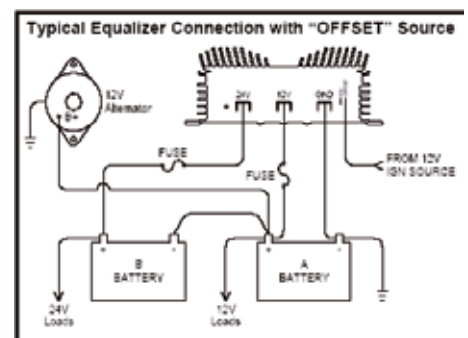 Typical Equalizer Connection with "OFFSET" Source
12V
Alternator
B+
24V
12V
GND
FUSE
FUSE
FROM 12V
IGN SOURCE
B
BATTERY
A
BATTERY
24V
Loads
12V
Loads